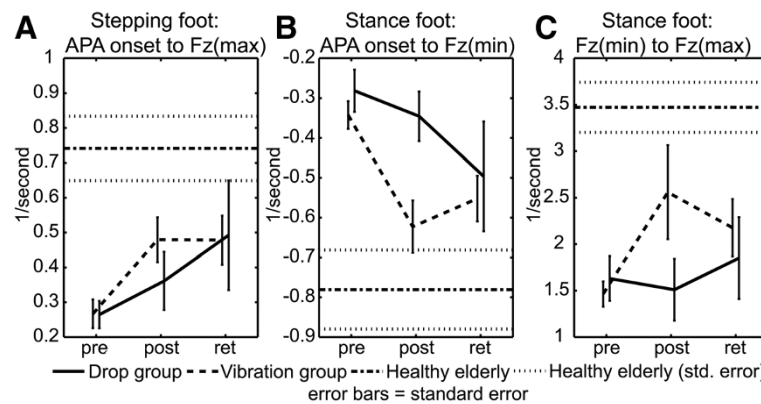 A Stepping foot: APA onset to Fz(max)
B Stance foot: APA onset to Fz(min)
C Stance foot: Fz(min) to Fz(max)
1/second
1
0.9
0.8
0.7
0.6
0.5
0.4
0.3
0.2
pre post ret
1/second
-0.2
-0.3
-0.4
-0.5
-0.6
-0.7
-0.8
-0.9
pre post ret
1/second
4
3.5
3
2.5
2
1.5
1
pre post ret
Drop group Vibration group Healthy elderly Healthy elderly (std. error)
error bars = standard error